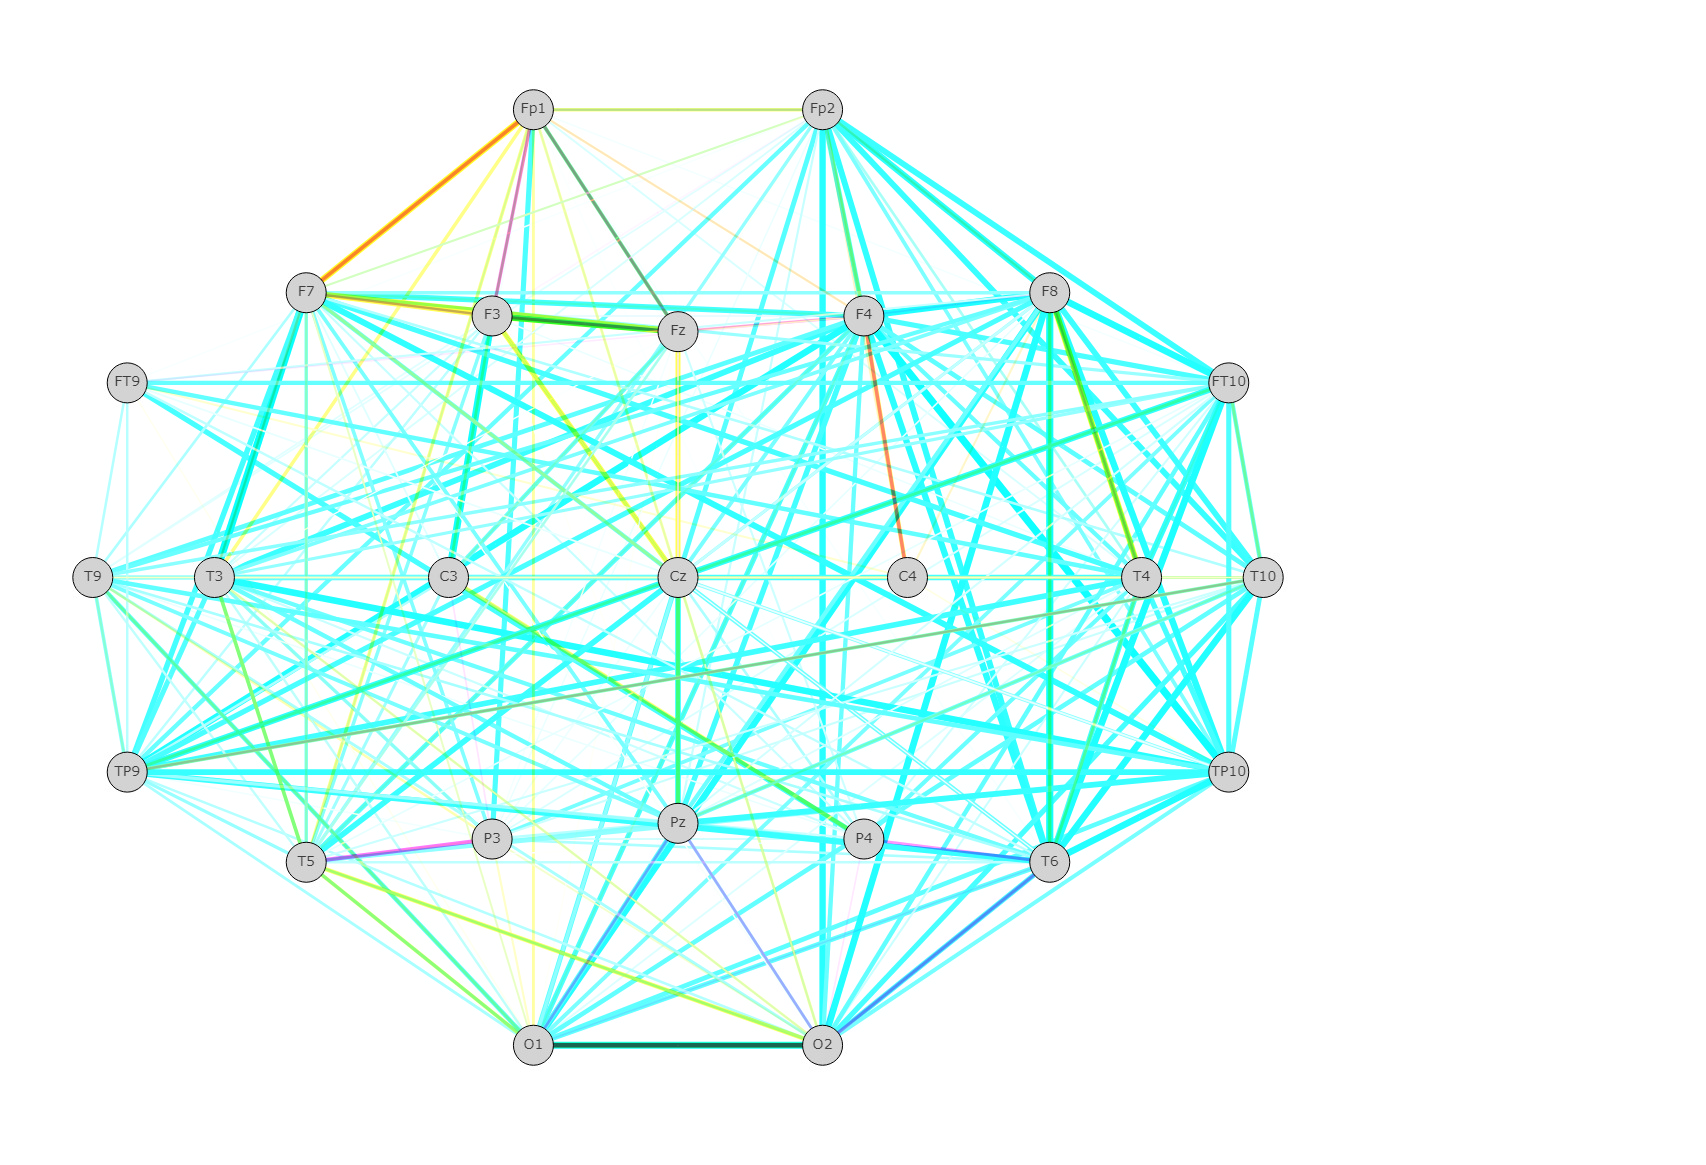 Fp1 Fp2
F7 F3 Fz F4 F8
FT9 FT10
T9 T3 C3 Cz C4 T4 T10
TP9 TP10
T5 P3 Pz P4 T6
O1 O2